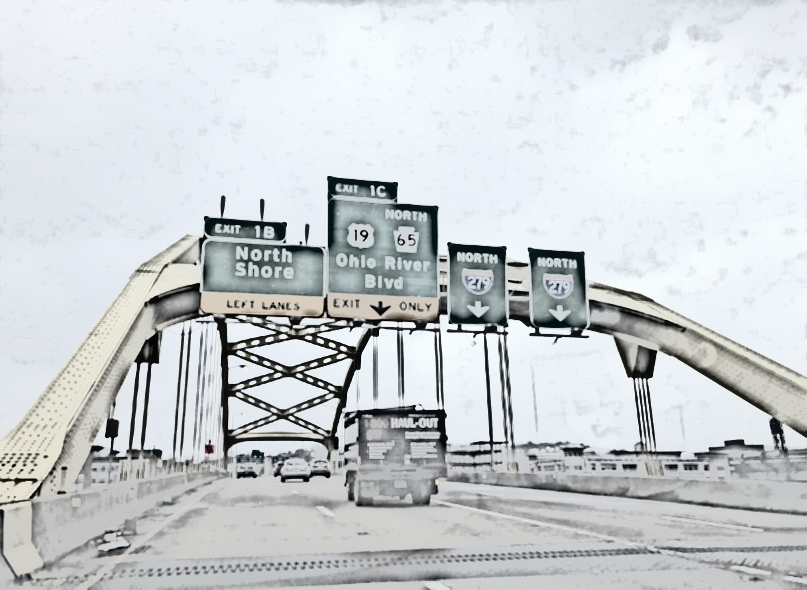 EXIT 1B
North
Shore
LEFT LANES
EXIT 1C
NORTH
19 65
Ohio River
Blvd
EXIT ONLY
NORTH
279
NORTH
279
HAUL-OUT